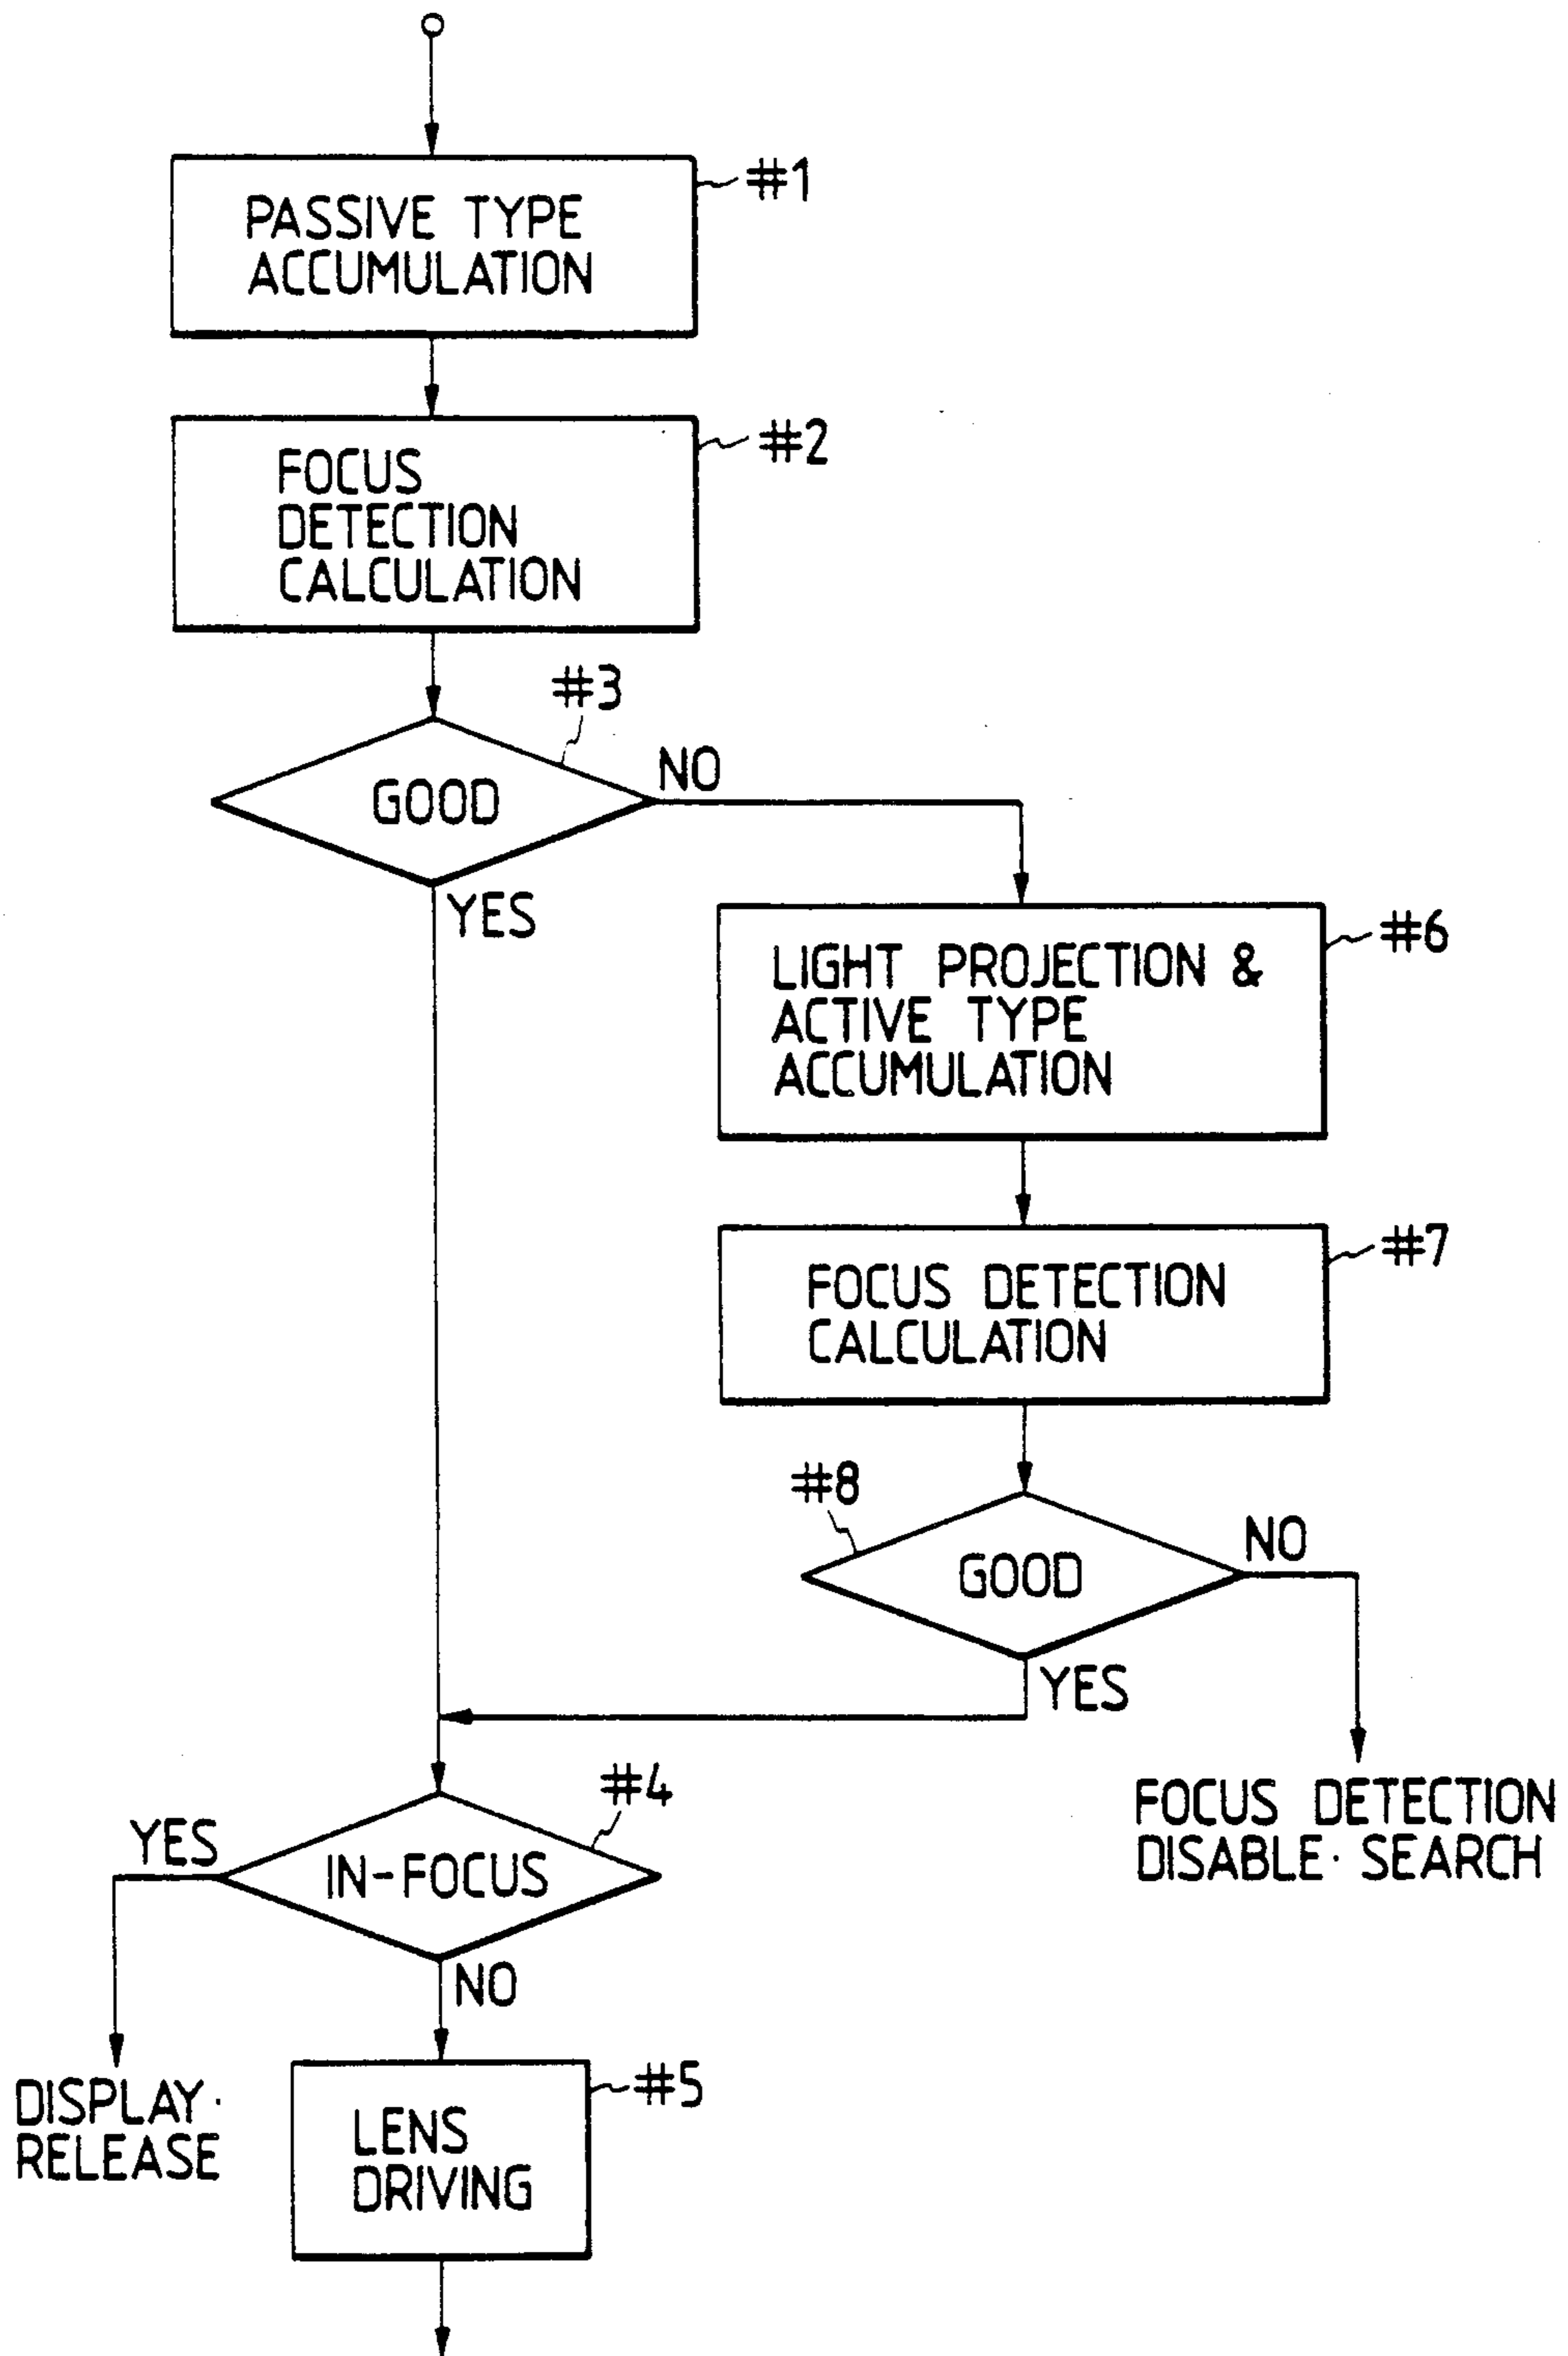 #1
PASSIVE TYPE
ACCUMULATION
#2
FOCUS
DETECTION
CALCULATION
#3
GOOD
NO
YES
#6
LIGHT PROJECTION &
ACTIVE TYPE
ACCUMULATION
#7
FOCUS DETECTION
CALCULATION
#8
GOOD
NO
YES
FOCUS DETECTION
DISABLE · SEARCH
#4
YES
IN-FOCUS
NO
DISPLAY ·
RELEASE
#5
LENS
DRIVING